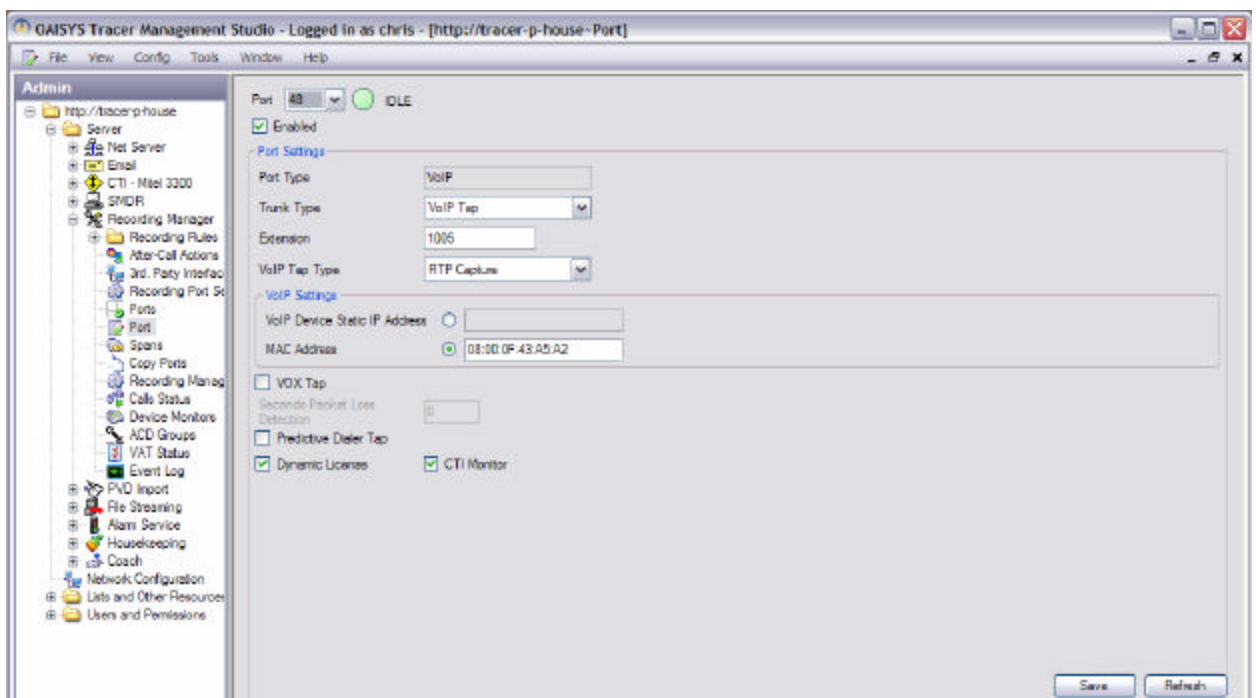 OAISYS Tracer Management Studio - Logged in as chris - [http://tracer-p-house~Port]
File View Config Tools Window Help
Admin
http://tracer-p-house
Server
Net Server
Email
CTI - Mitel 3300
SMDR
Recording Manager
Recording Rules
After-Call Actions
3rd. Party Interfac
Recording Port Se
Ports
Port
Spans
Copy Ports
Recording Manag
Calls Status
Device Monitors
ACD Groups
VAT Status
Event Log
PVD Import
File Streaming
Alarm Service
Housekeeping
Coach
Network Configuration
Lists and Other Resources
Users and Permissions
Port 48 IDLE
Enabled
Port Settings
Port Type VoIP
Trunk Type VoIP Tap
Extension 1005
VoIP Tap Type RTP Capture
VoIP Settings
VoIP Device Static IP Address
MAC Address 08:00:0F:43:A5:A2
VOX Tap
Seconds Packet Loss
Detection 0
Predictive Dialer Tap
Dynamic License CTI Monitor
Save Refresh